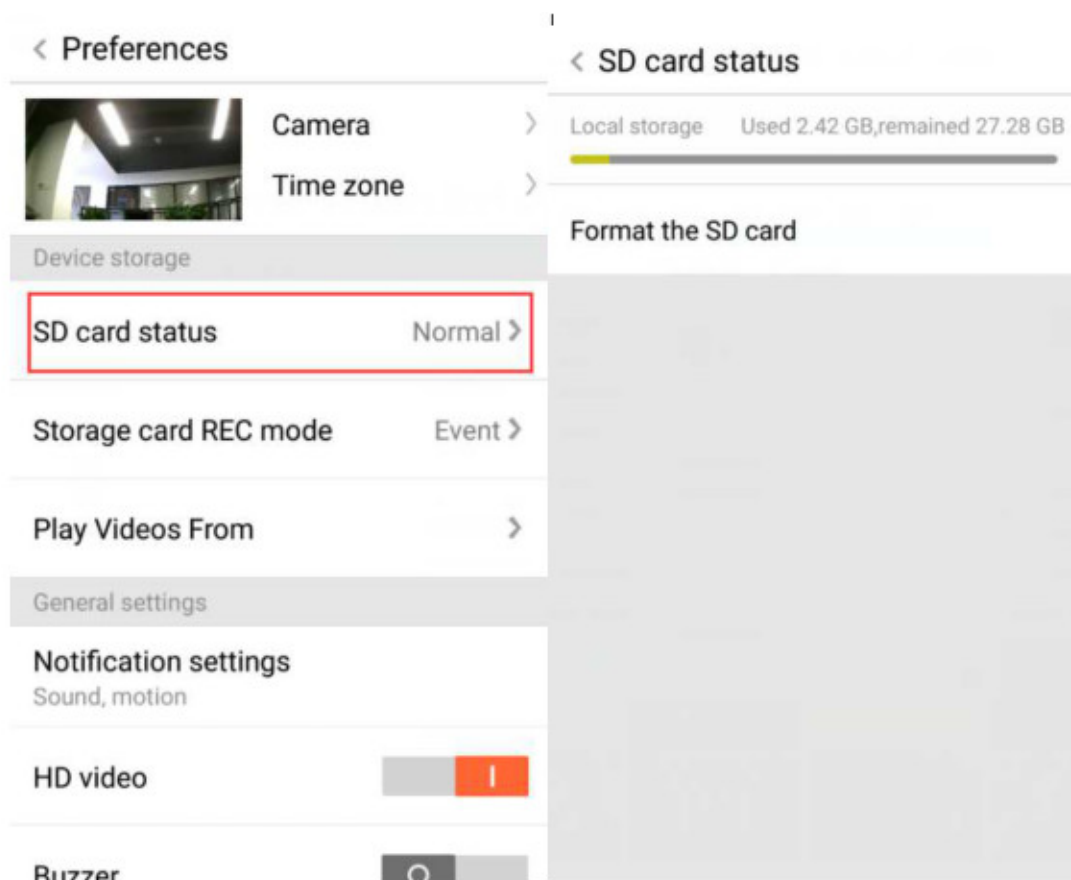 Preferences
Camera
Time zone
Device storage
SD card status Normal
Storage card REC mode Event
Play Videos From
General settings
Notification settings
Sound, motion
HD video
Buzzer
SD card status
Local storage Used 2.42 GB,remained 27.28 GB
Format the SD card